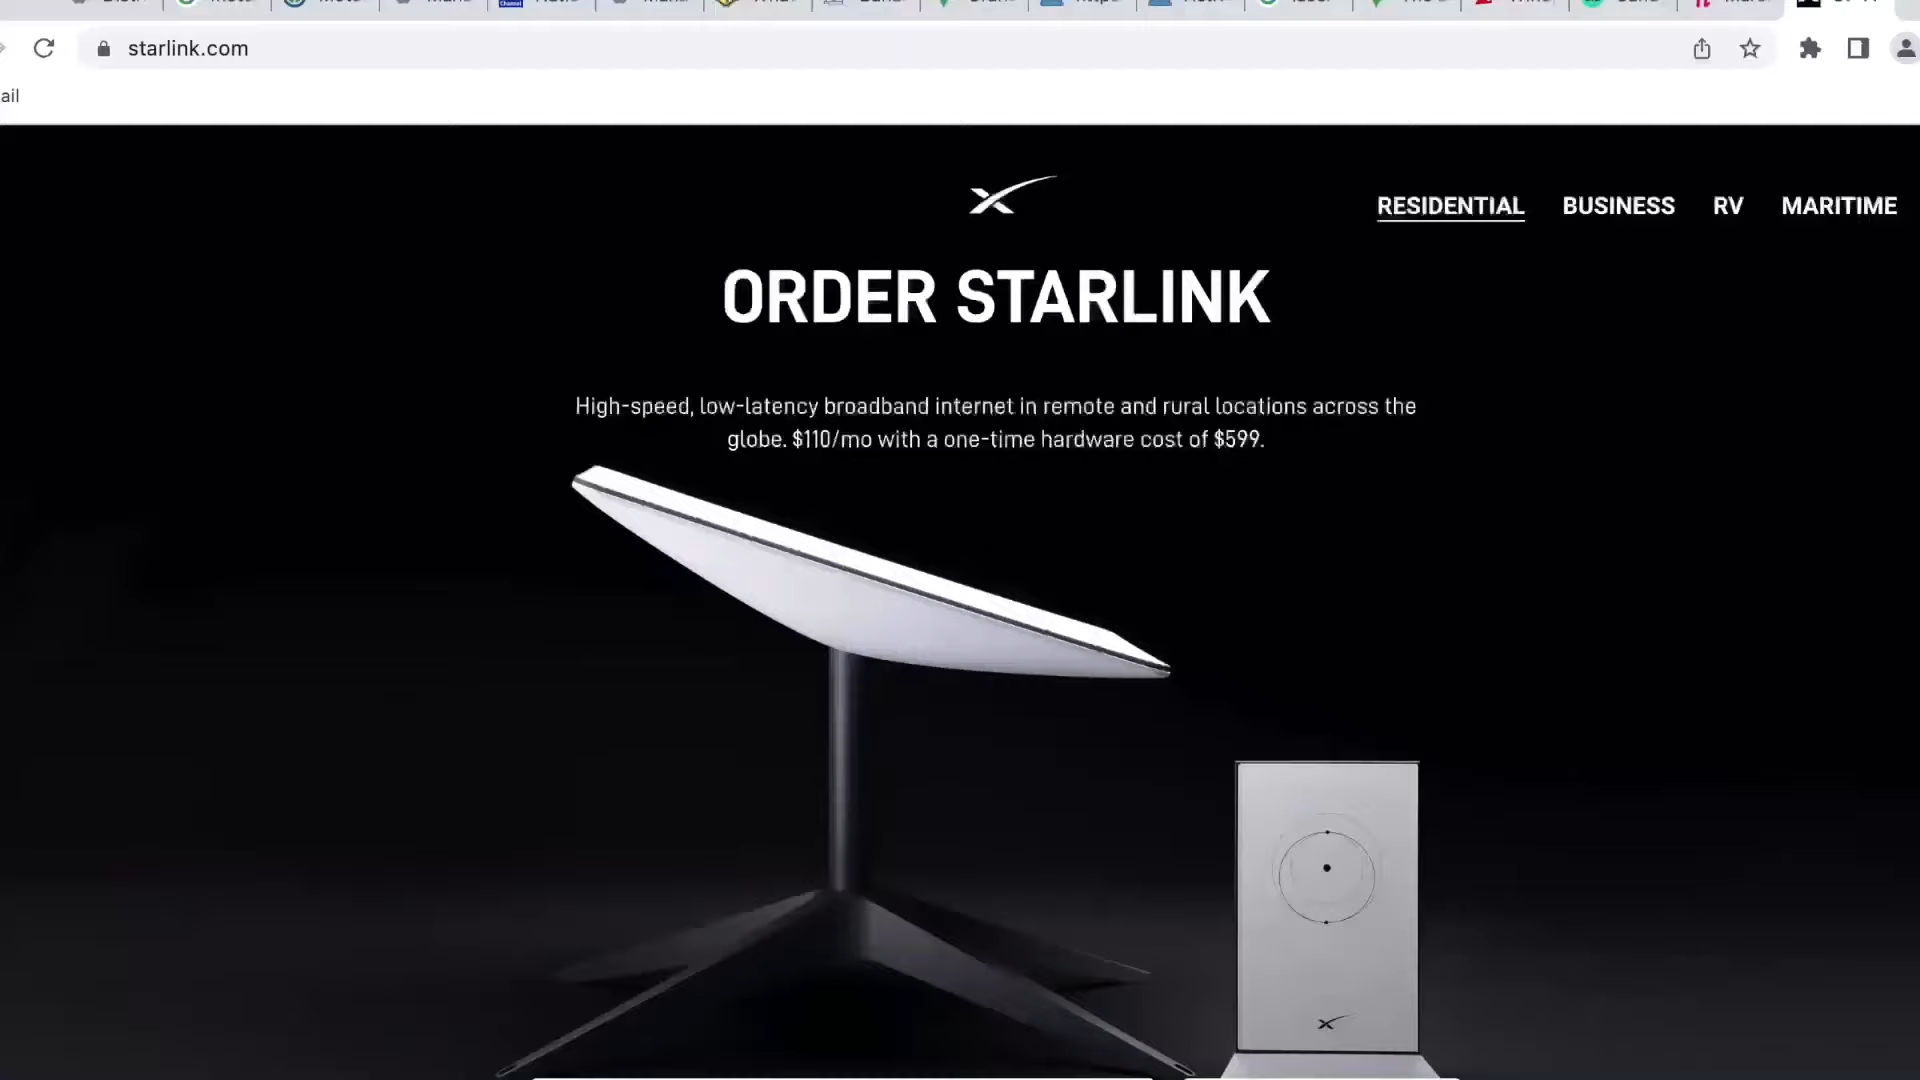 starlink.com
ail
RESIDENTIAL BUSINESS RV MARITIME
ORDER STARLINK
High-speed, low-latency broadband internet in remote and rural locations across the
globe. $110/mo with a one-time hardware cost of $599.